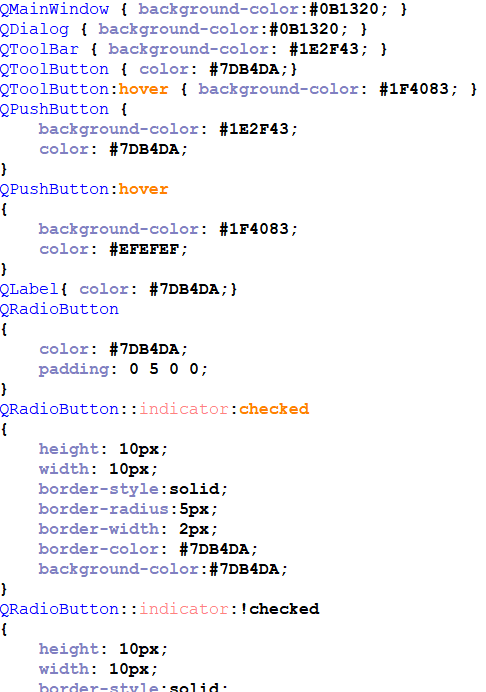 QMainWindow { background-color:#0B1320; }
QDialog { background-color:#0B1320; }
QToolBar { background-color: #1E2F43; }
QToolButton { color: #7DB4DA;}
QToolButton:hover { background-color: #1F4083; }
QPushButton {
    background-color: #1E2F43;
    color: #7DB4DA;
}
QPushButton:hover
{
    background-color: #1F4083;
    color: #EFEFEF;
}
QLabel{ color: #7DB4DA;}
QRadioButton
{
    color: #7DB4DA;
    padding: 0 5 0 0;
}
QRadioButton::indicator:checked
{
    height: 10px;
    width: 10px;
    border-style:solid;
    border-radius:5px;
    border-width: 2px;
    border-color: #7DB4DA;
    background-color:#7DB4DA;
}
QRadioButton::indicator:!checked
{
    height: 10px;
    width: 10px;
    border-style:solid;